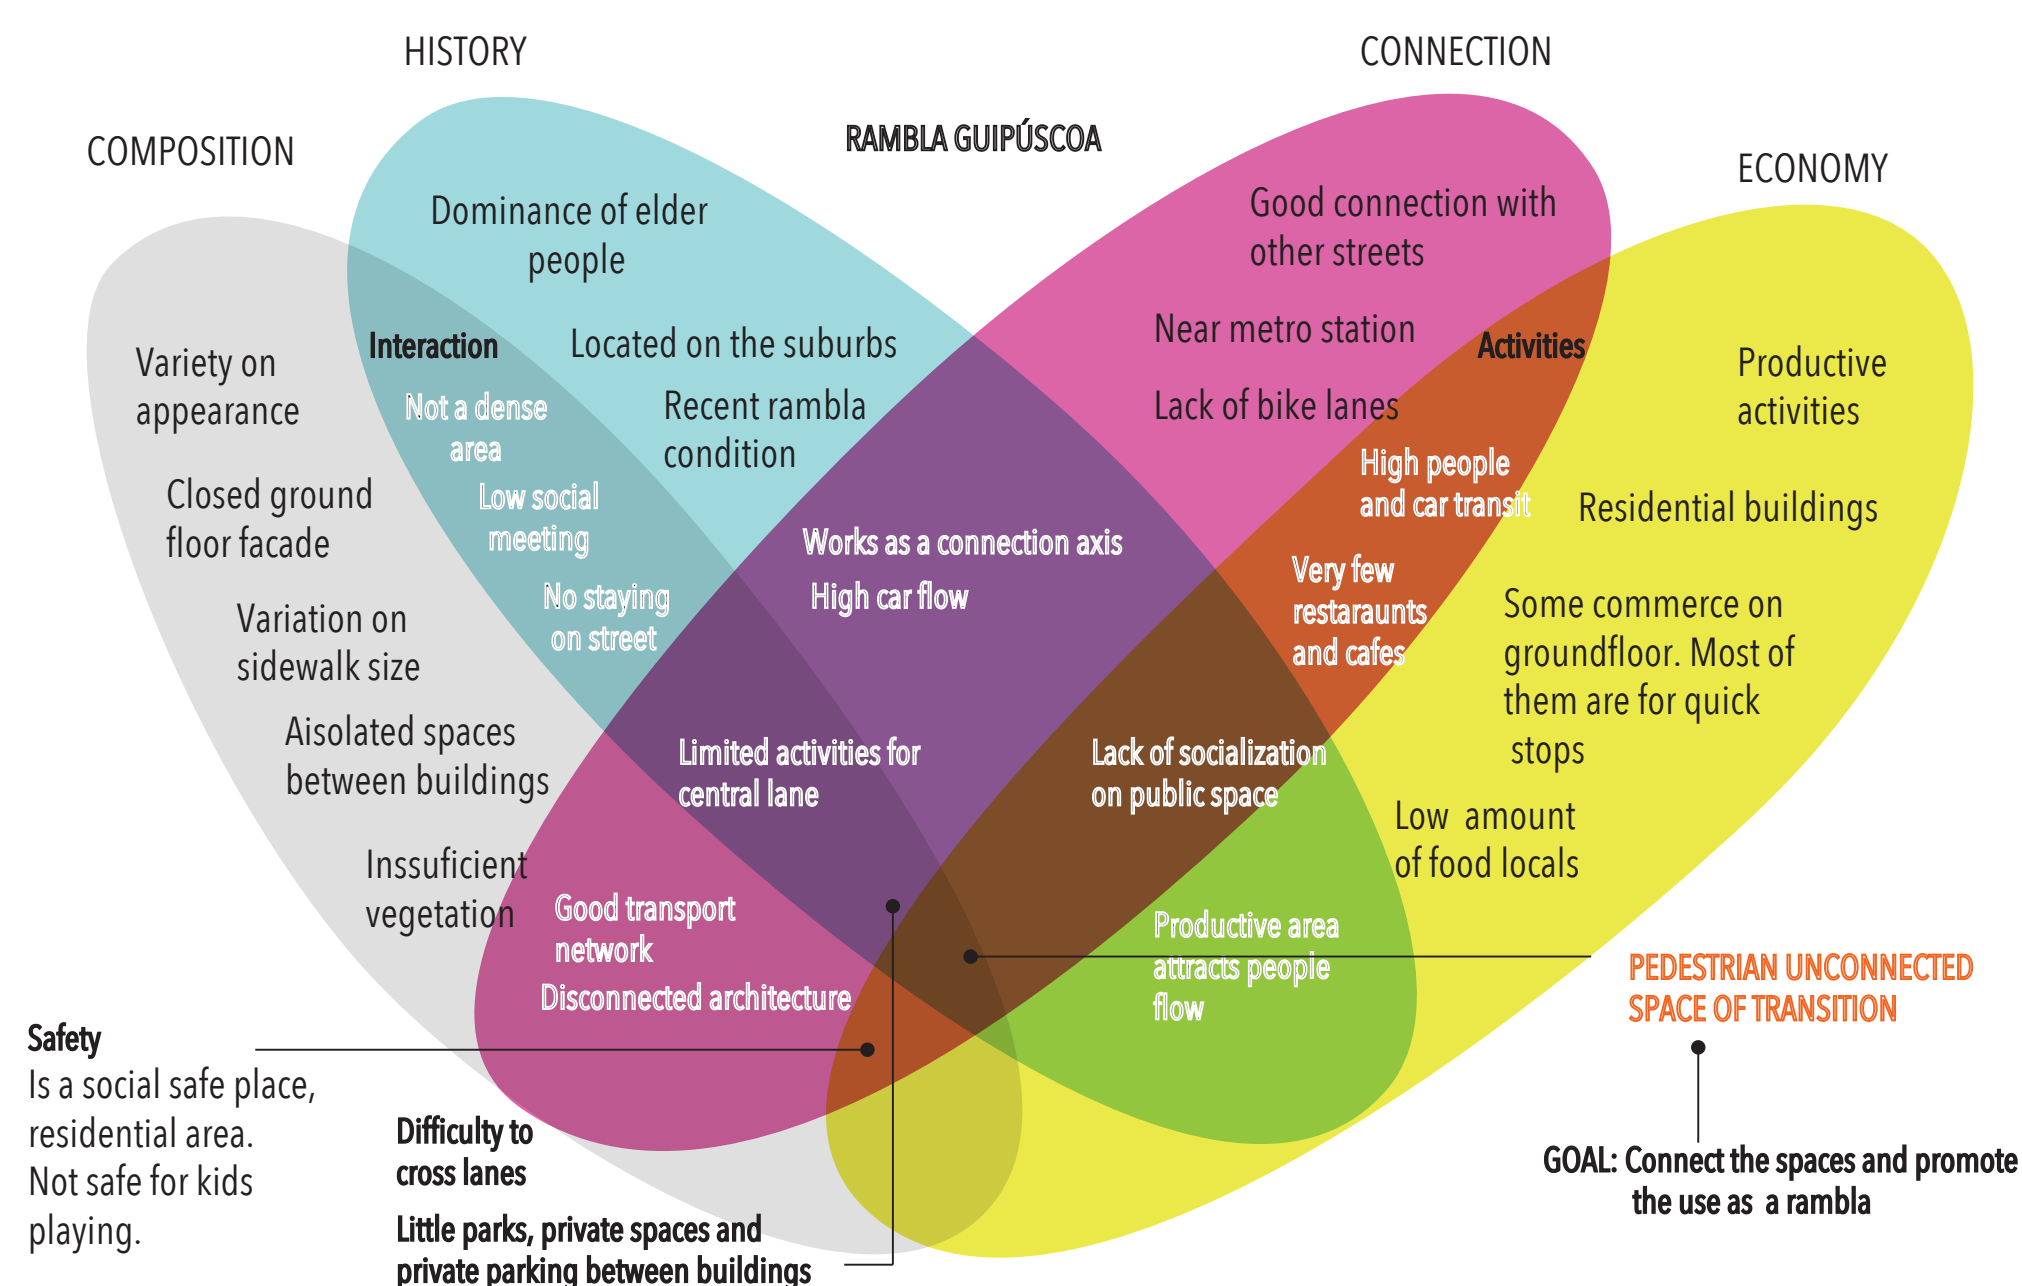 HISTORY
CONNECTION
RAMBLA GUIPÚSCOA
COMPOSITION
ECONOMY
Dominance of elder
people
Located on the suburbs
Recent rambla
condition
Good connection with
other streets
Near metro station
Lack of bike lanes
Interaction
Not a dense
area
Low social
meeting
No staying
on street
Variety on
appearance
Closed ground
floor facade
Variation on
sidewalk size
Aisolated spaces
between buildings
Inssuficient
vegetation
Works as a connection axis
High car flow
Activities
High people
and car transit
Very few
restaraunts
and cafes
Productive
activities
Residential buildings
Some commerce on
groundfloor. Most of
them are for quick
stops
Low amount
of food locals
Limited activities for
central lane
Lack of socialization
on public space
Good transport
network
Disconnected architecture
Productive area
attracts people
flow
PEDESTRIAN UNCONNECTED
SPACE OF TRANSITION
Safety
Is a social safe place,
residential area.
Not safe for kids
playing.
Difficulty to
cross lanes
Little parks, private spaces and
private parking between buildings
GOAL: Connect the spaces and promote
the use as a rambla